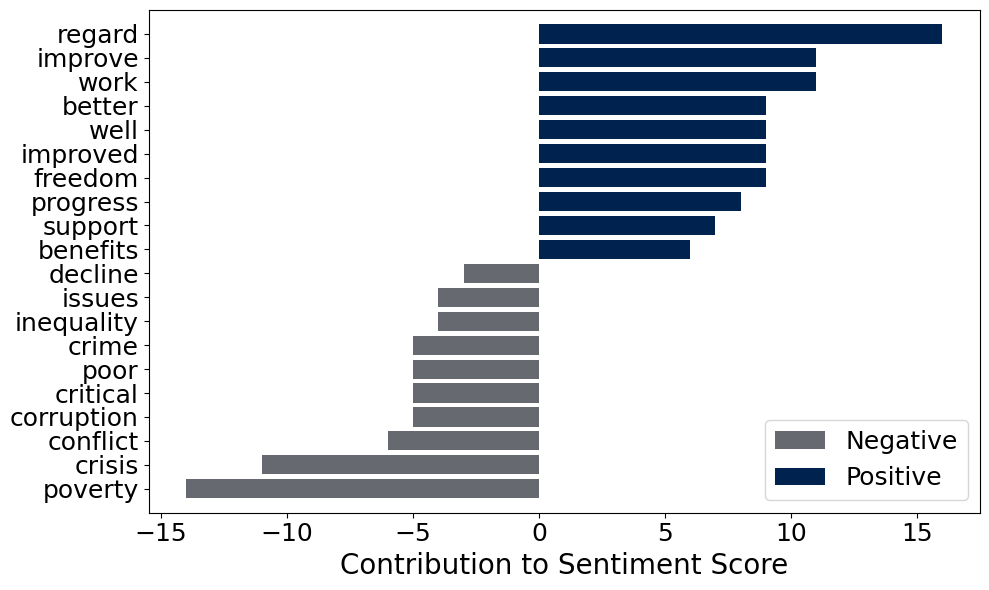 regard
improve
work
better
well
improved
freedom
progress
support
benefits
decline
issues
inequality
crime
poor
critical
corruption
conflict
crisis
poverty
Negative
Positive
−15 −10 −5 0 5 10 15
Contribution to Sentiment Score